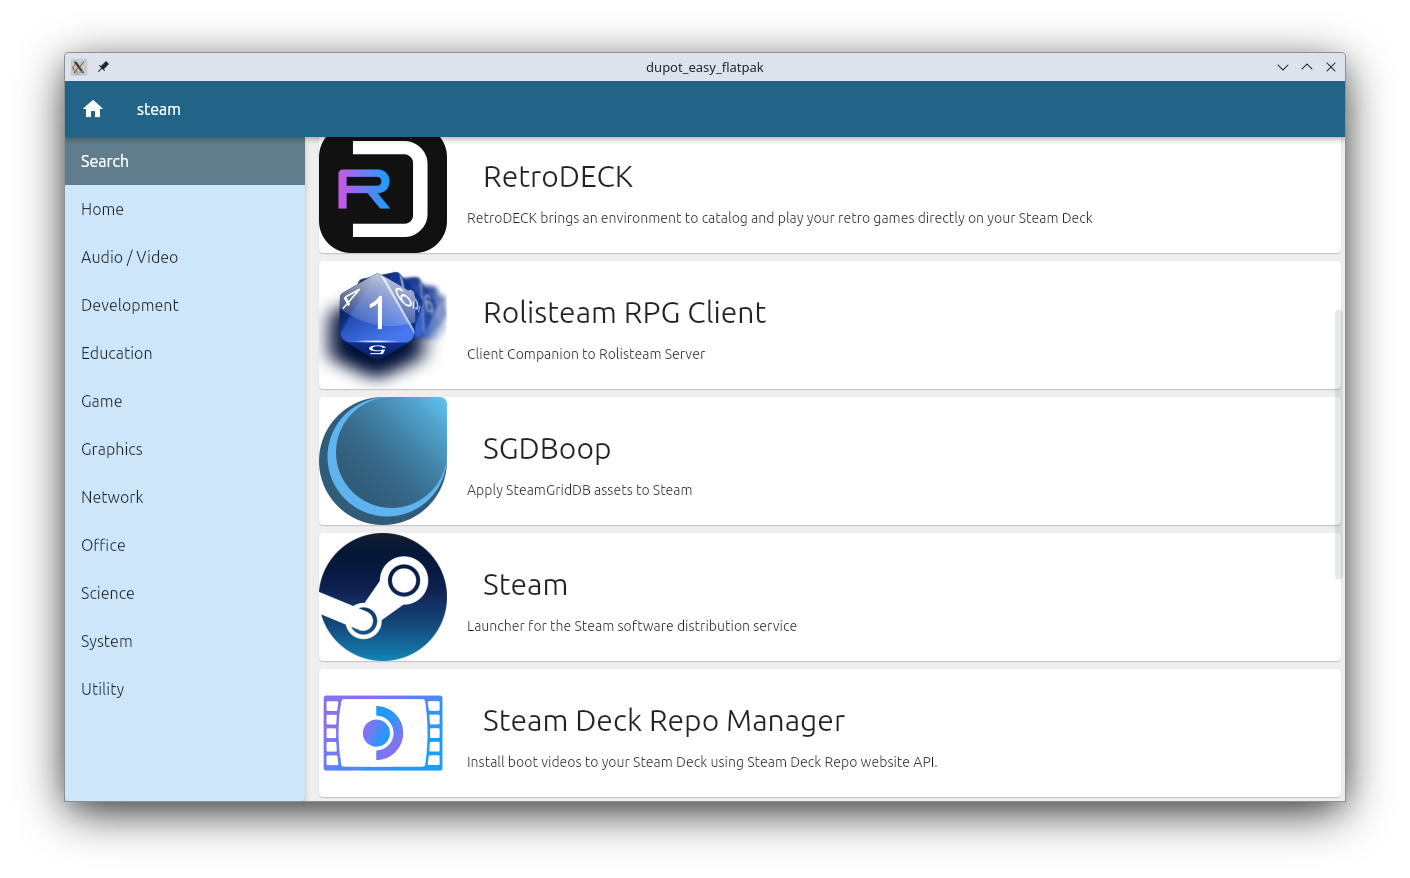 dupot_easy_flatpak
steam
Search
Home
Audio / Video
Development
Education
Game
Graphics
Network
Office
Science
System
Utility
R
RetroDECK
RetroDECK brings an environment to catalog and play your retro games directly on your Steam Deck
4 1 6
5
Rolisteam RPG Client
Client Companion to Rolisteam Server
SGDBoop
Apply SteamGridDB assets to Steam
Steam
Launcher for the Steam software distribution service
Steam Deck Repo Manager
Install boot videos to your Steam Deck using Steam Deck Repo website API.